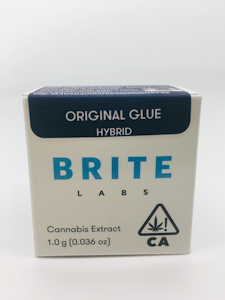 ORIGINAL GLUE
HYBRID
BRITE
LABS
Cannabis Extract
1.0 g (0.036 oz)
!
CA